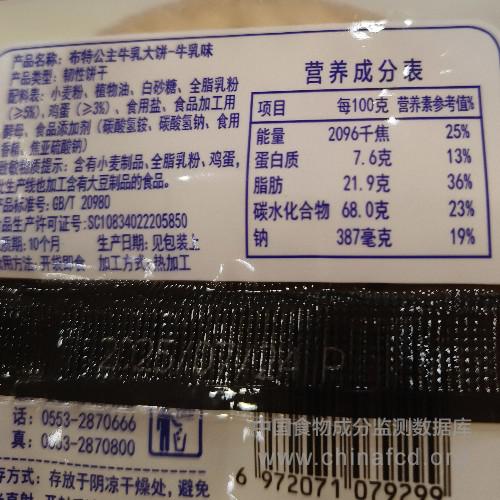 产品名称: 布特公主牛乳大饼-牛乳味
产品类型: 韧性饼干
配料表: 小麦粉、植物油、白砂糖、全脂乳粉
(≥5%)、鸡蛋(≥3%)、食用盐、食品加工用
酵母、食品添加剂(碳酸氢铵、碳酸氢钠、食用
香精、焦亚硫酸钠)
敏物质提示: 含有小麦制品、全脂乳粉、鸡蛋,
生产线也加工含有大豆制品的食品。
产品标准号: GB/T 20980
品生产许可证号: SC10834022205850
质期: 10个月 生产日期: 见包装上
用方法: 开袋即食 加工方式: 热加工
营养成分表
项目 每100克 营养素参考值%
能量 2096千焦 25%
蛋白质 7.6克 13%
脂肪 21.9克 36%
碳水化合物 68.0克 23%
钠 387毫克 19%
话: 0553-2870666
真: 0553-2870800
存方式: 存放于阴凉干燥处, 避免
6 972071 079299
中国食物成分监测数据库
www.chinafcd.org